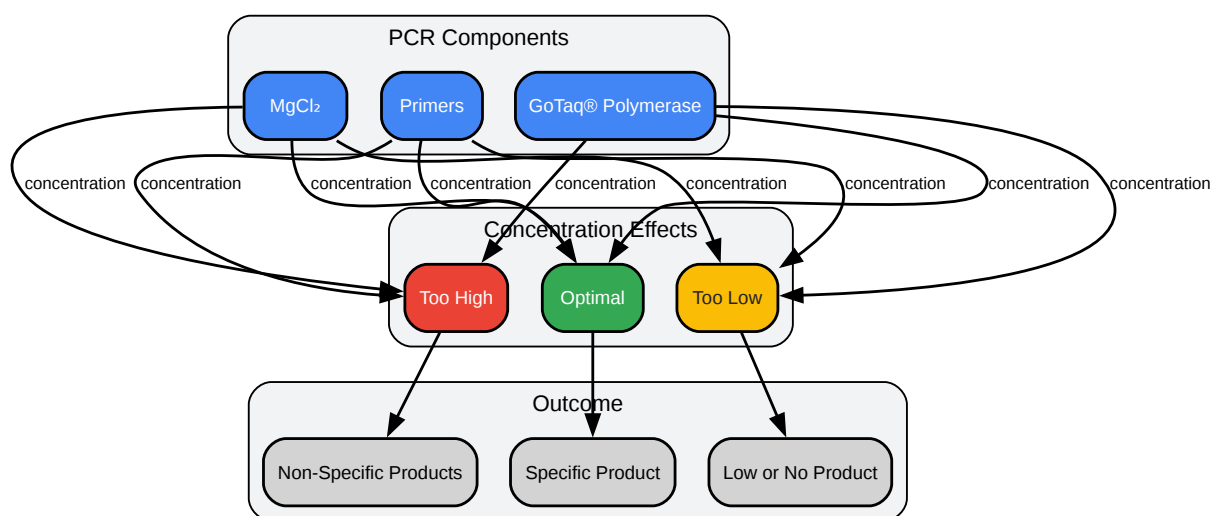 PCR Components
MgCl₂
Primers
GoTaq® Polymerase
concentration
concentration
concentration
concentration
concentration
concentration
concentration
concentration
concentration
Concentration Effects
Too High
Optimal
Too Low
Outcome
Non-Specific Products
Specific Product
Low or No Product